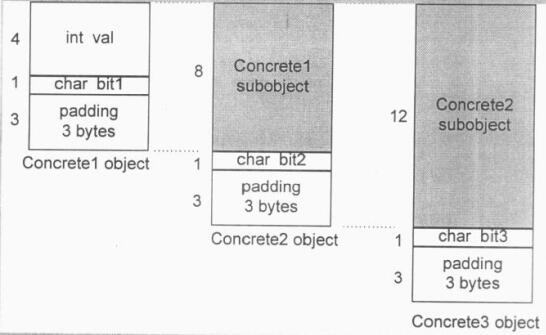 4
int val
1
char bit1
3
padding
3 bytes
Concrete1 object
8
Concrete1
subobject
1
char bit2
3
padding
3 bytes
Concrete2 object
12
Concrete2
subobject
1
char bit3
3
padding
3 bytes
Concrete3 object